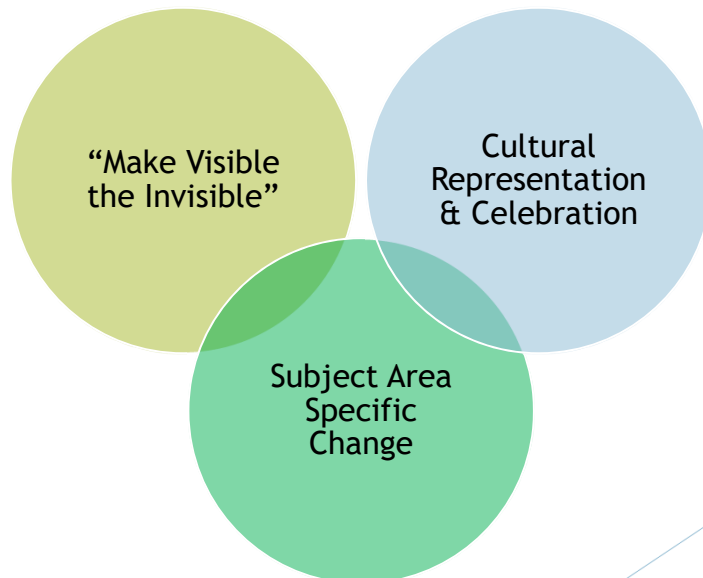 “Make Visible
the Invisible”
Cultural
Representation
& Celebration
Subject Area
Specific
Change